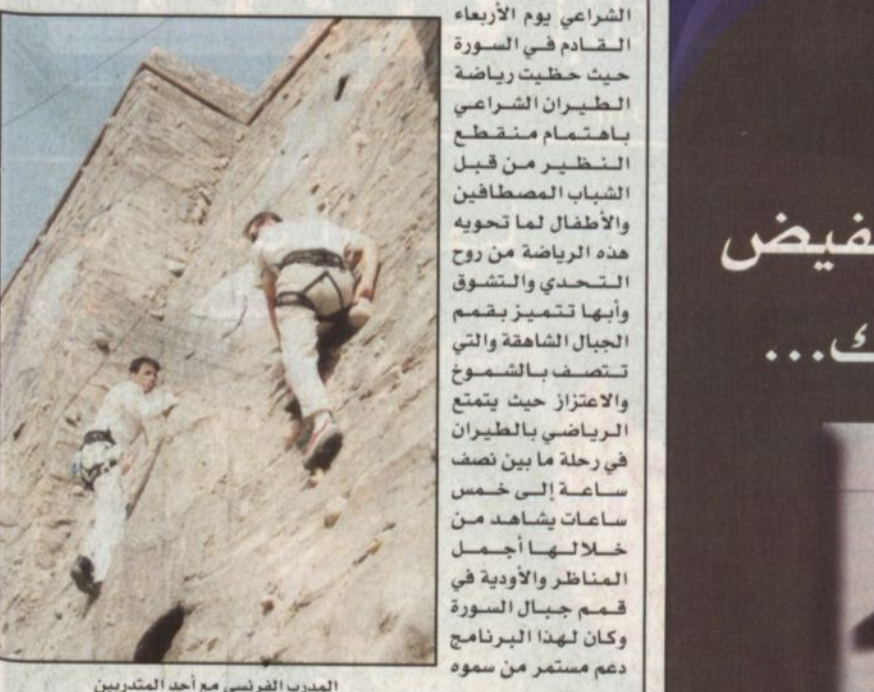 الشراعي يوم الأربعاء
القادم في السورة
حيث حظيت رياضة
الطيران الشراعي
باهتمام منقطع
النظير من قبل
الشباب المصطافين
والأطفال لما تحويه
هذه الرياضة من روح
التحدي والتشوق
وأبها تتميز بقمم
الجبال الشاهقة والتي
تتصف بالشموخ
والاعتزاز حيث يتمتع
الرياضي بالطيران
في رحلة ما بين نصف
ساعة إلى خمس
ساعات يشاهد من
خلالها أجمل
المناظر والأودية في
قمم جبال السورة
وكان لهذا البرنامج
دعم مستمر من سموه
المدرب الفرنسي مع أحد المتدربين